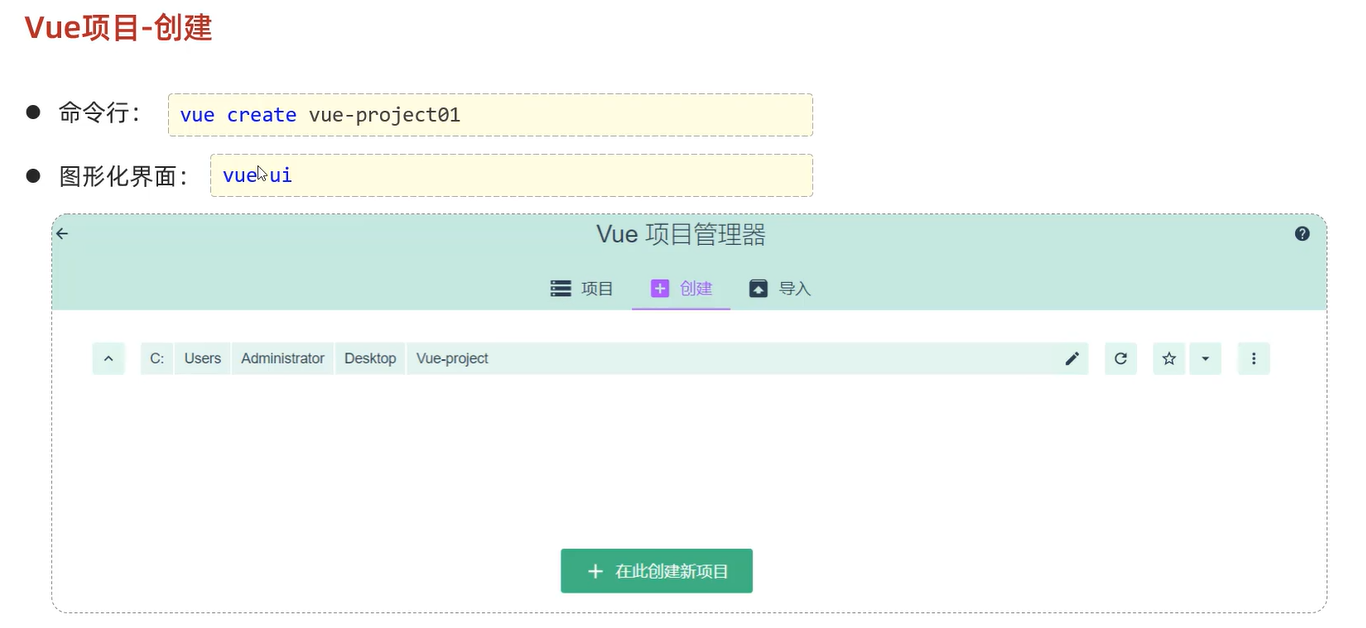 Vue项目-创建
命令行： vue create vue-project01
图形化界面： vue ui
Vue 项目管理器
项目 创建 导入
C: Users Administrator Desktop Vue-project
在此创建新项目